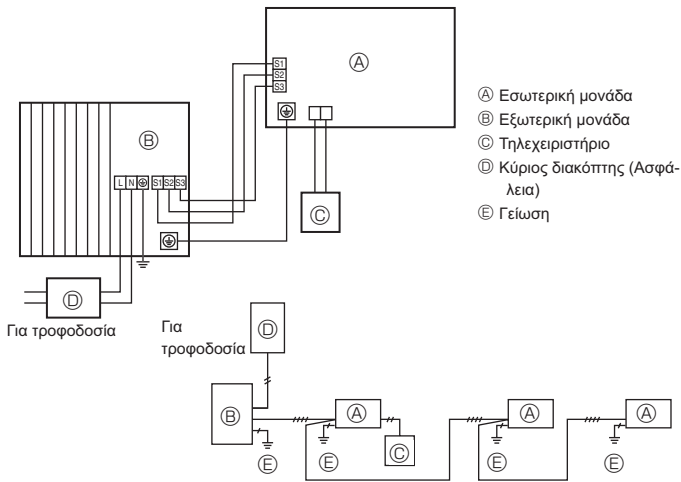 S1
S2
S3
Ⓐ
Ⓑ
L N S1 S2 S3
Ⓒ
Ⓓ
Για τροφοδοσία
Ⓐ Εσωτερική μονάδα
Ⓑ Εξωτερική μονάδα
Ⓒ Τηλεχειριστήριο
Ⓓ Κύριος διακόπτης (Ασφά-
λεια)
Ⓔ Γείωση
Για
τροφοδοσία
Ⓓ
Ⓑ
Ⓐ
Ⓐ
Ⓐ
Ⓒ
Ⓔ
Ⓔ
Ⓔ
Ⓔ